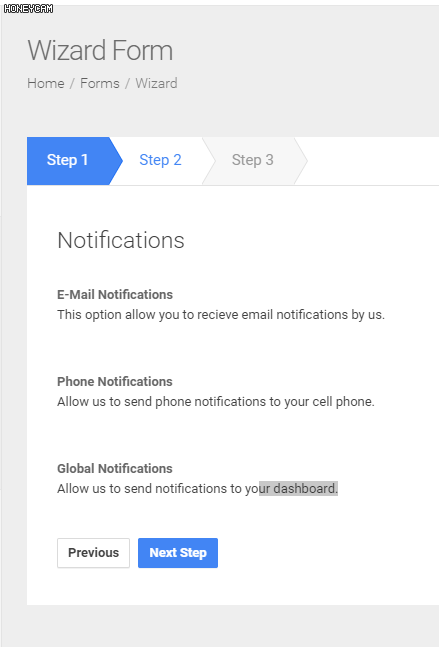 HONEYCAM
Wizard Form
Home / Forms / Wizard
Step 1 Step 2 Step 3
Notifications
E-Mail Notifications
This option allow you to recieve email notifications by us.
Phone Notifications
Allow us to send phone notifications to your cell phone.
Global Notifications
Allow us to send notifications to your dashboard.
Previous Next Step